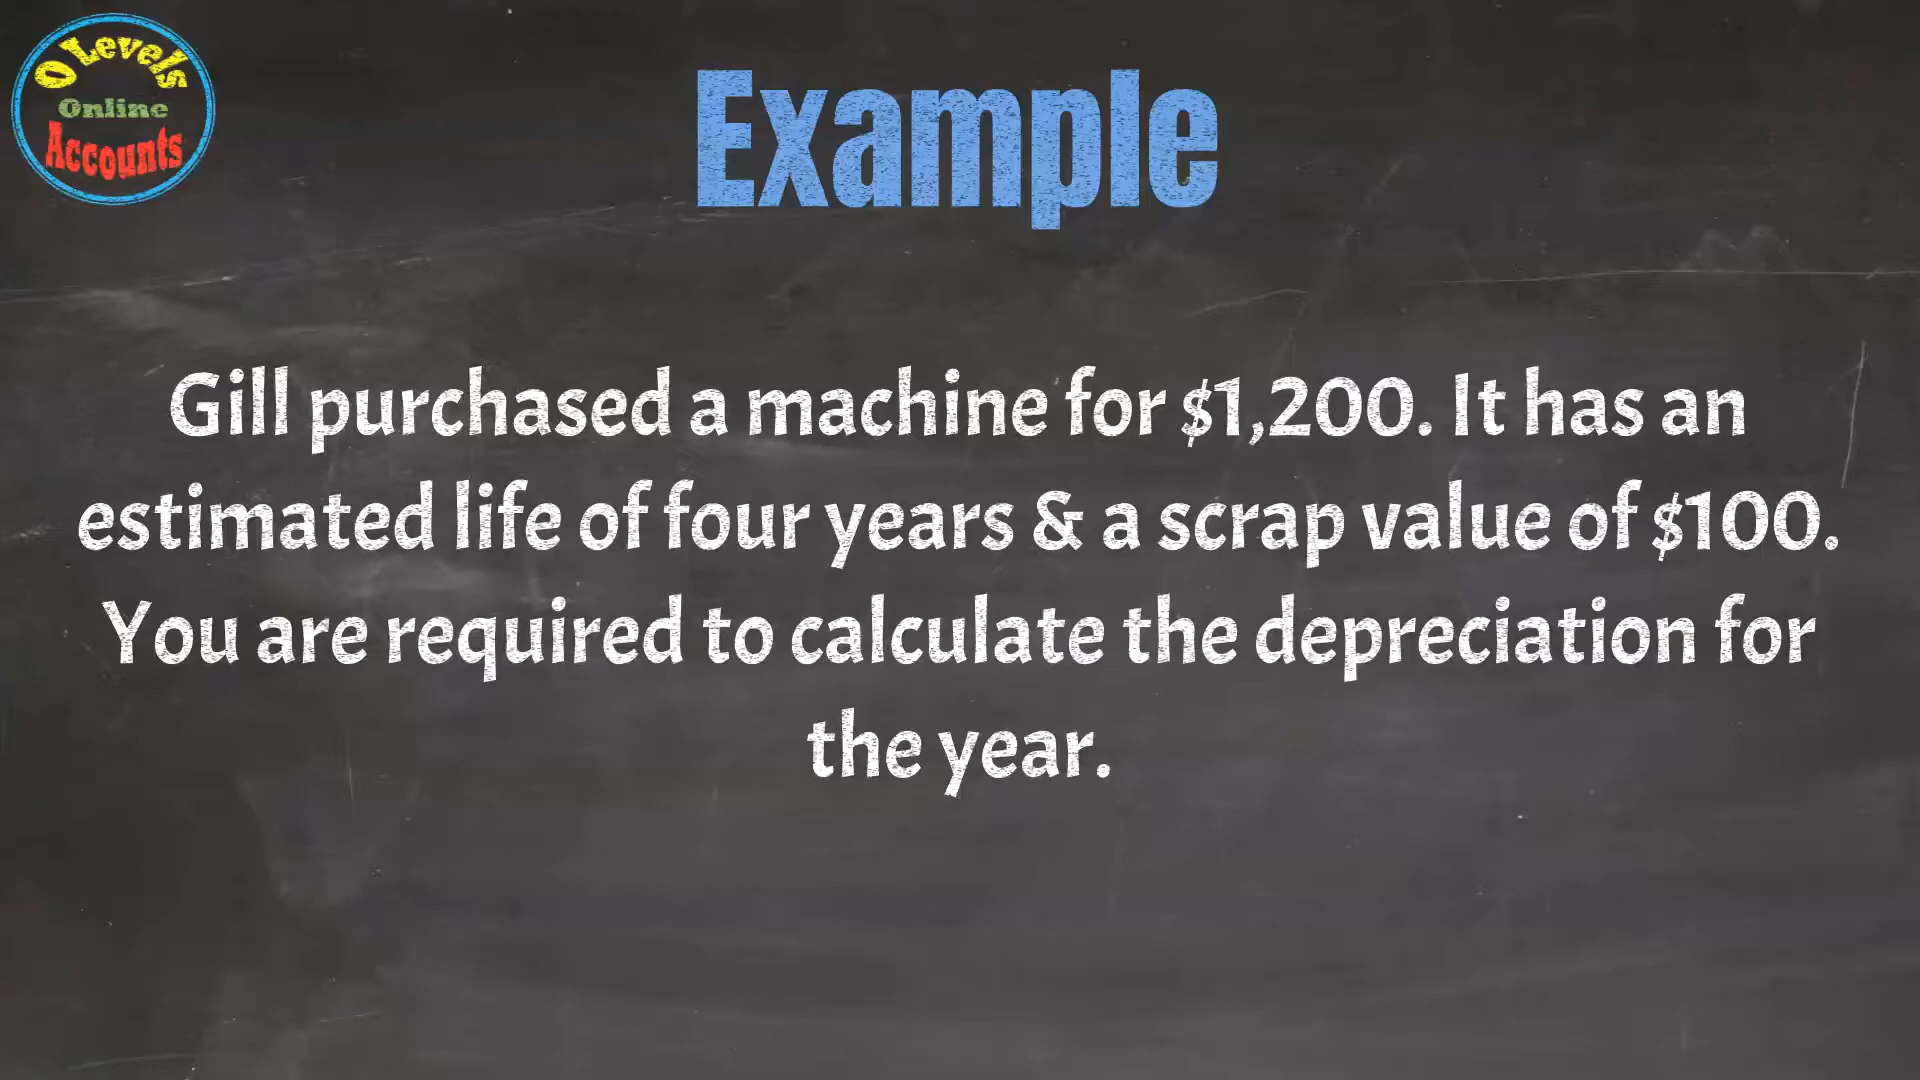 O Levels
Online
Accounts
Example
Gill purchased a machine for $1,200. It has an
estimated life of four years & a scrap value of $100.
You are required to calculate the depreciation for
the year.